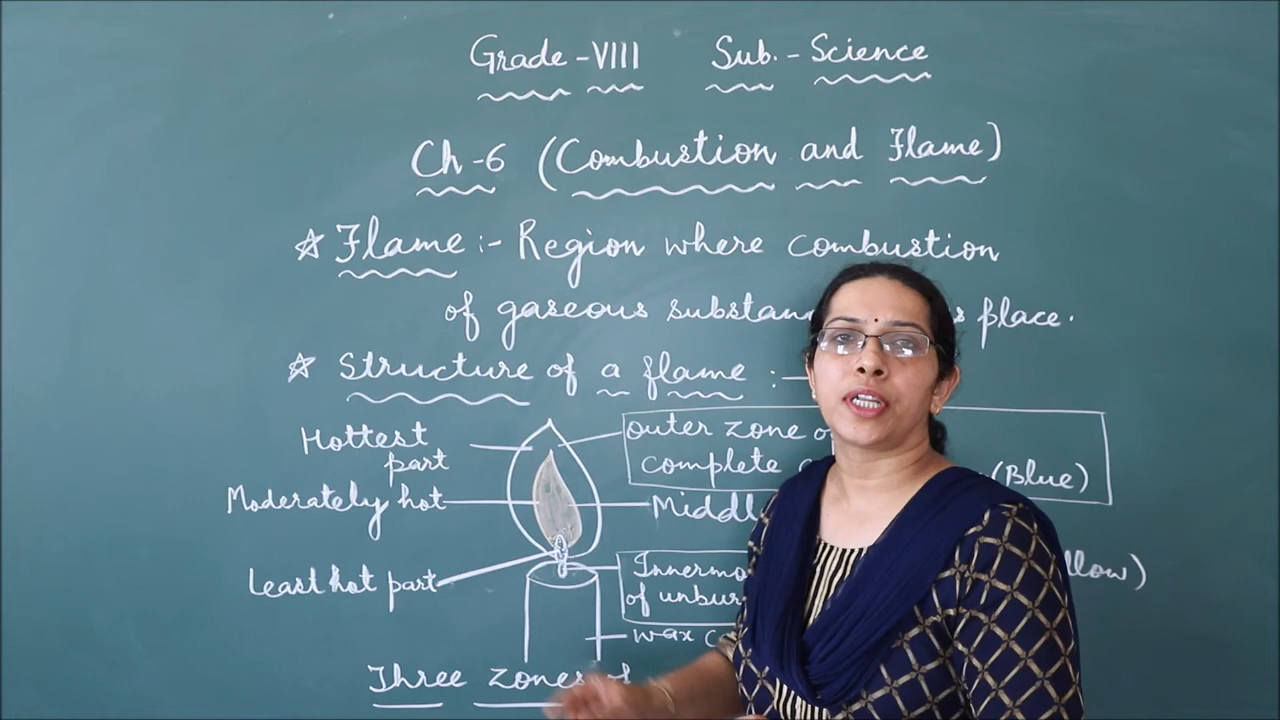 Grade - VIII Sub. - Science
Ch - 6 (Combustion and Flame)
☆ Flame :- Region where combustion
of gaseous substan s place.
☆ Structure of a flame :-
Hottest
part
outer zone
complete (Blue)
Moderately hot
Middl
Least hot part
Innermo llow)
of unbur
wax
Three zones of